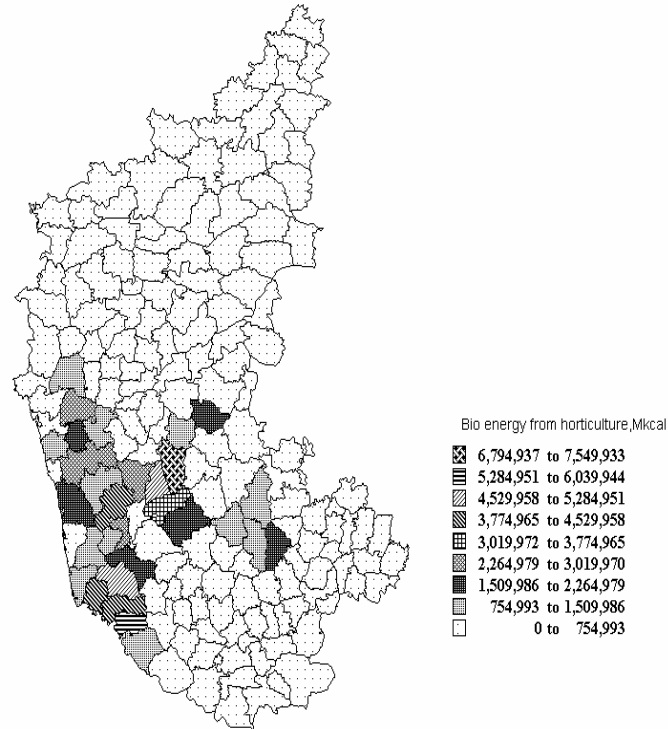 Bio energy from horticulture,Mkcal
6,794,937 to 7,549,933
5,284,951 to 6,039,944
4,529,958 to 5,284,951
3,774,965 to 4,529,958
3,019,972 to 3,774,965
2,264,979 to 3,019,970
1,509,986 to 2,264,979
754,993 to 1,509,986
0 to 754,993